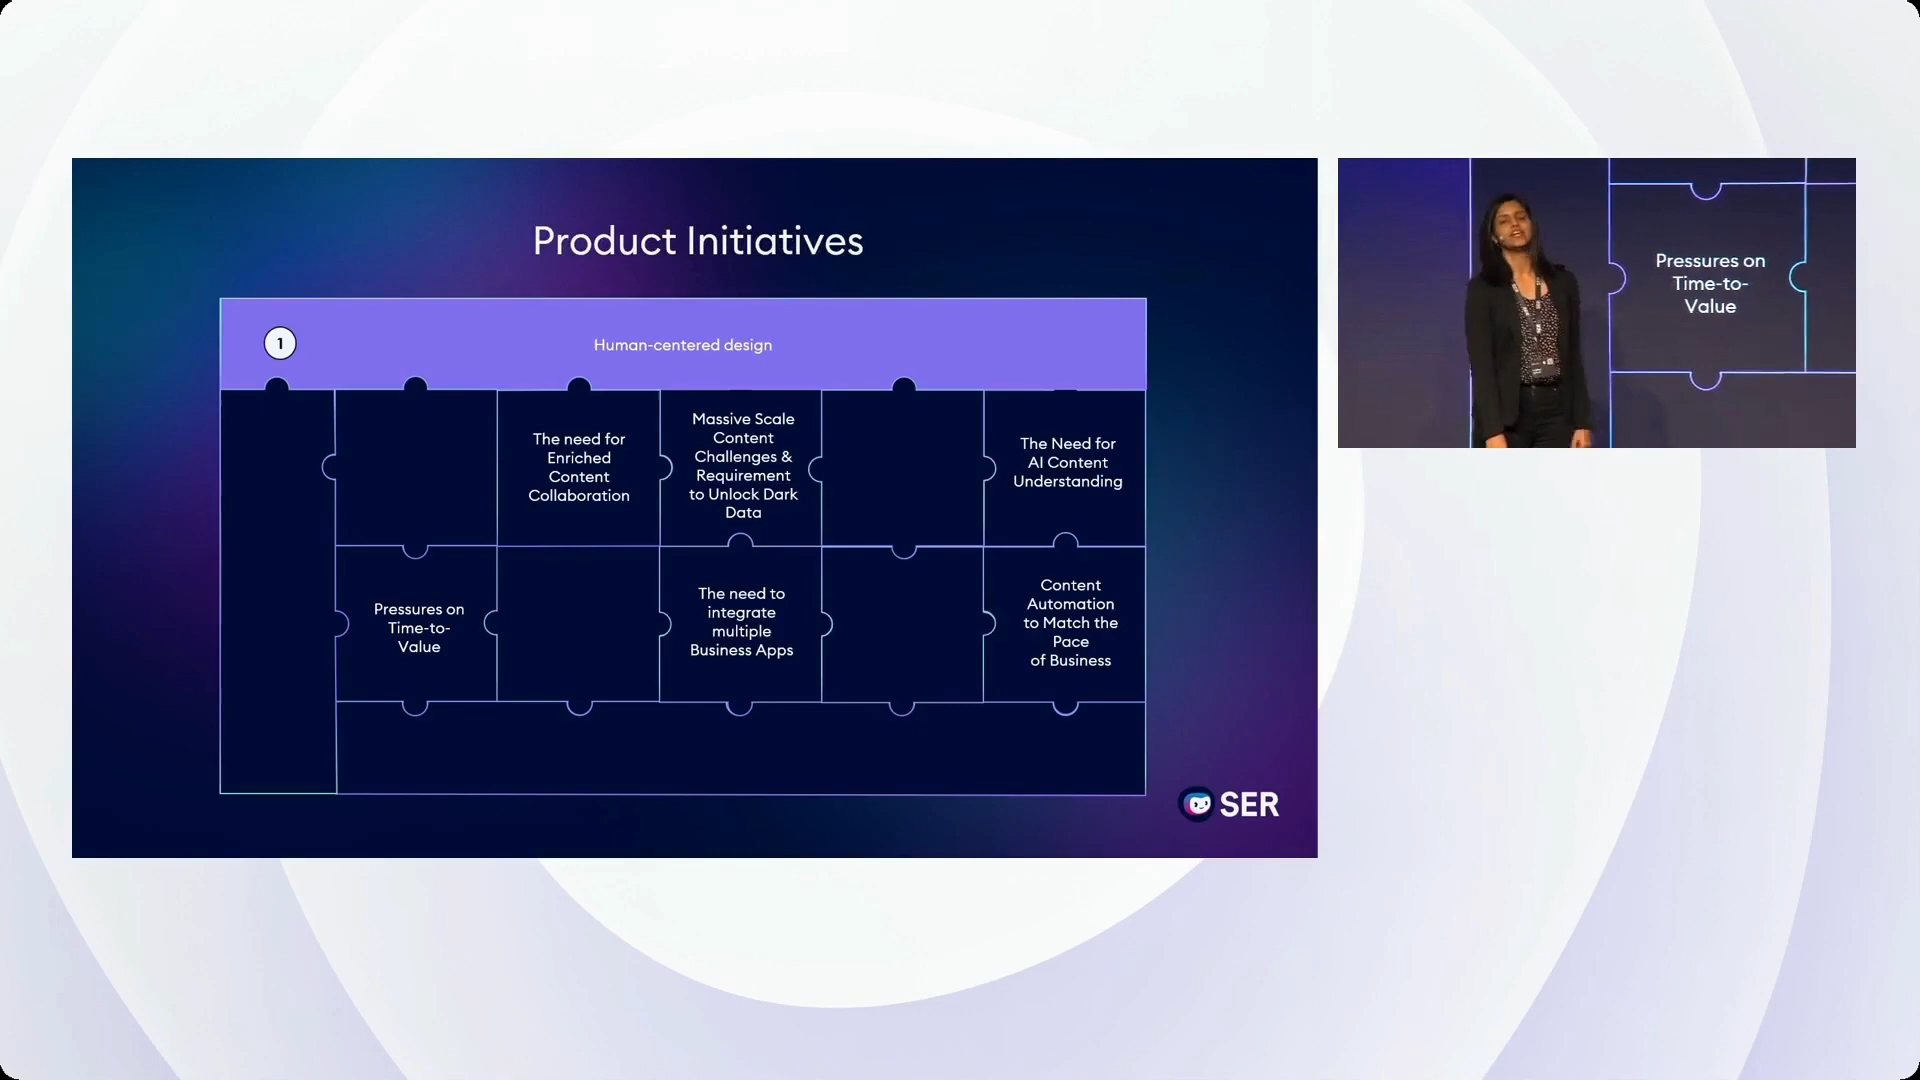 Product Initiatives
1
Human-centered design
The need for
Enriched
Content
Collaboration
Massive Scale
Content
Challenges &
Requirement
to Unlock Dark
Data
The Need for
AI Content
Understanding
Pressures on
Time-to-
Value
The need to
integrate
multiple
Business Apps
Content
Automation
to Match the
Pace
of Business
SER
Pressures on
Time-to-
Value